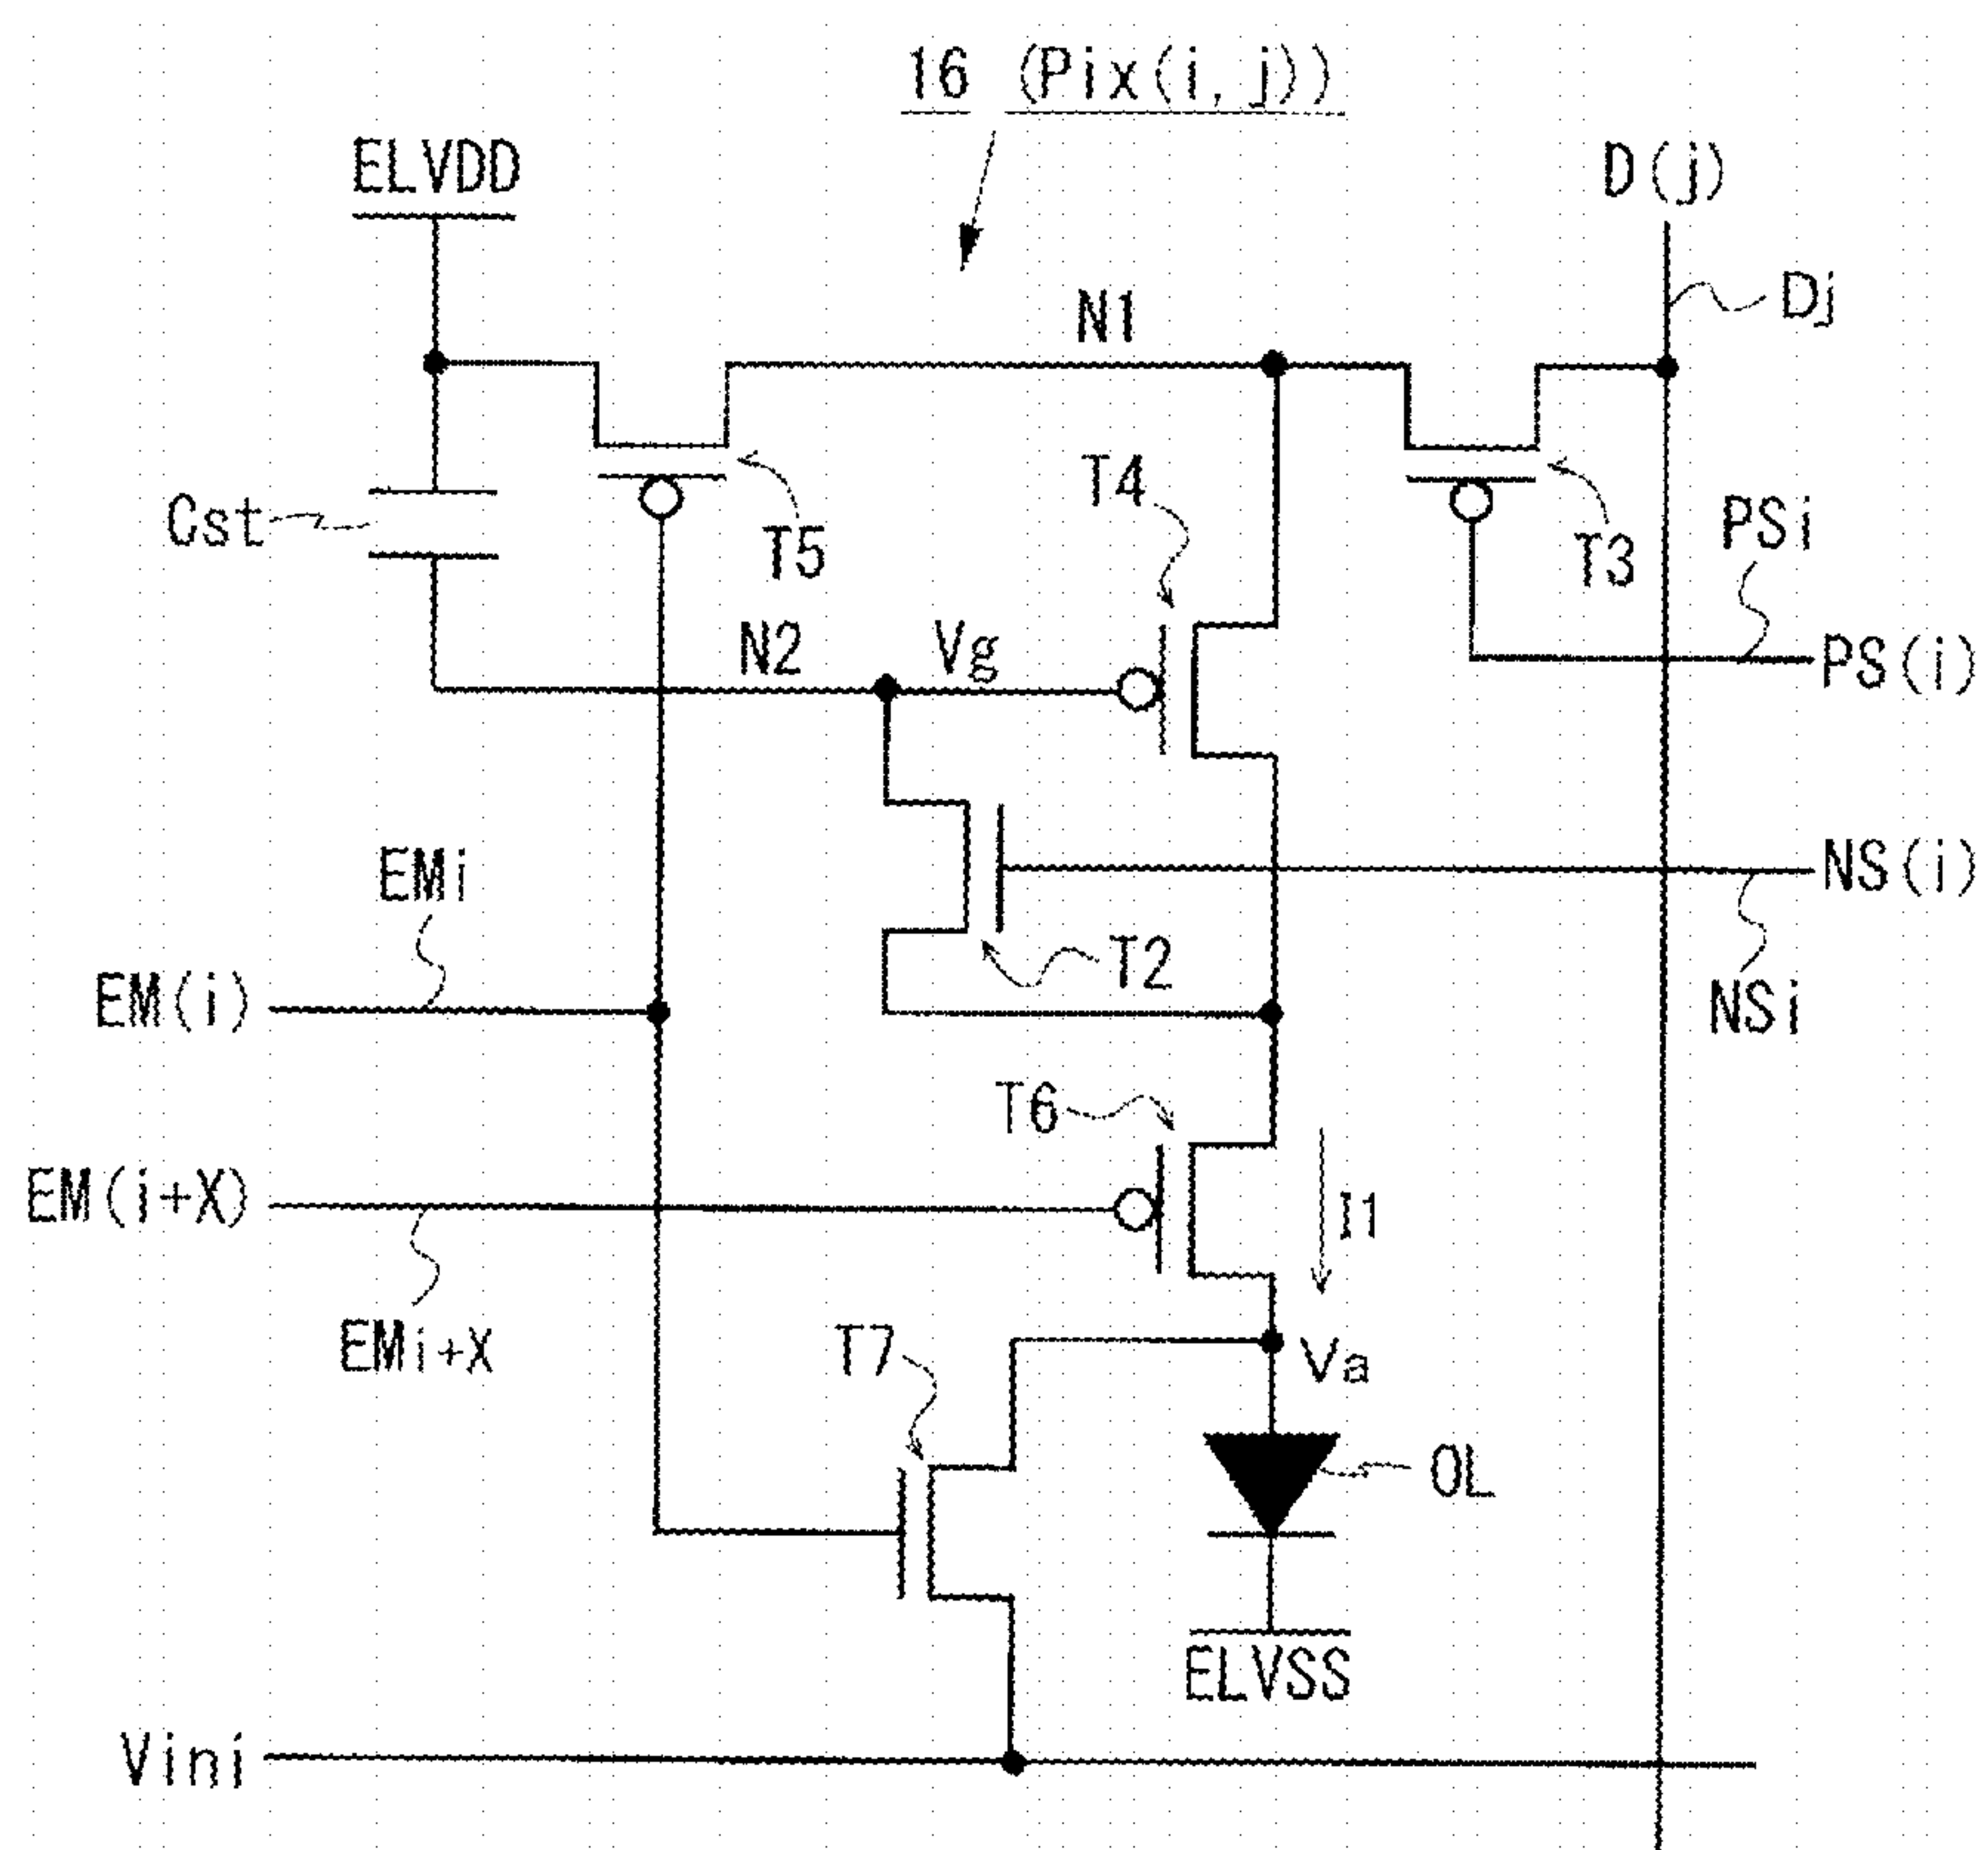 16 (Pix(i, j))
ELVDD
D(j)
Dj
N1
T4
Cst
T5
T3
PSi
N2
Vg
PS(i)
EMi
NS(i)
T2
EM(i)
NSi
T6
EM(i+X)
I1
EMi+X
T7
Va
OL
ELVSS
Vini